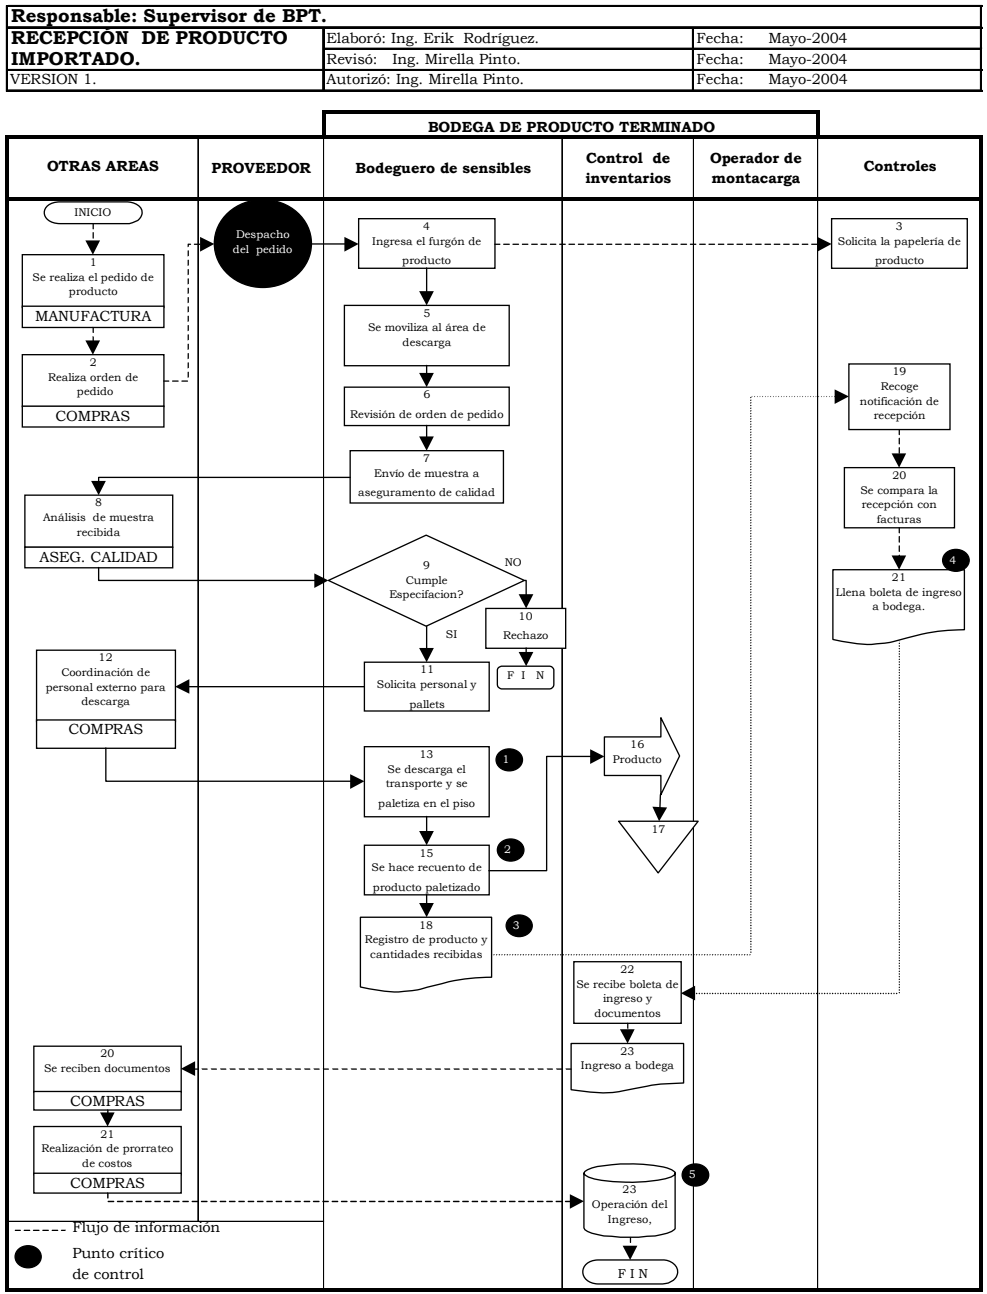 Responsable: Supervisor de BPT.
RECEPCIÓN DE PRODUCTO
IMPORTADO.
VERSION 1.
Elaboró: Ing. Erik Rodríguez.
Fecha: Mayo-2004
Revisó: Ing. Mirella Pinto.
Fecha: Mayo-2004
Autorizó: Ing. Mirella Pinto.
Fecha: Mayo-2004
BODEGA DE PRODUCTO TERMINADO
OTRAS AREAS
PROVEEDOR
Bodeguero de sensibles
Control de
inventarios
Operador de
montacarga
Controles
INICIO
1
Se realiza el pedido de
producto
MANUFACTURA
2
Realiza orden de
pedido
COMPRAS
Despacho
del pedido
4
Ingresa el furgón de
producto
3
Solicita la papelería de
producto
5
Se moviliza al área de
descarga
6
Revisión de orden de pedido
7
Envío de muestra a
aseguramiento de calidad
8
Análisis de muestra
recibida
ASEG. CALIDAD
9
Cumple
Especifacion?
NO
SI
10
Rechazo
F I N
11
Solicita personal y
pallets
12
Coordinación de
personal externo para
descarga
COMPRAS
13
Se descarga el
transporte y se
paletiza en el piso
1
15
Se hace recuento de
producto paletizado
2
16
Producto
17
18
Registro de producto y
cantidades recibidas
3
19
Recoge
notificación de
recepción
20
Se compara la
recepción con
facturas
4
21
Llena boleta de ingreso
a bodega.
22
Se recibe boleta de
ingreso y
documentos
23
Ingreso a bodega
20
Se reciben documentos
COMPRAS
21
Realización de prorrateo
de costos
COMPRAS
5
23
Operación del
Ingreso,
F I N
Flujo de información
Punto crítico
de control